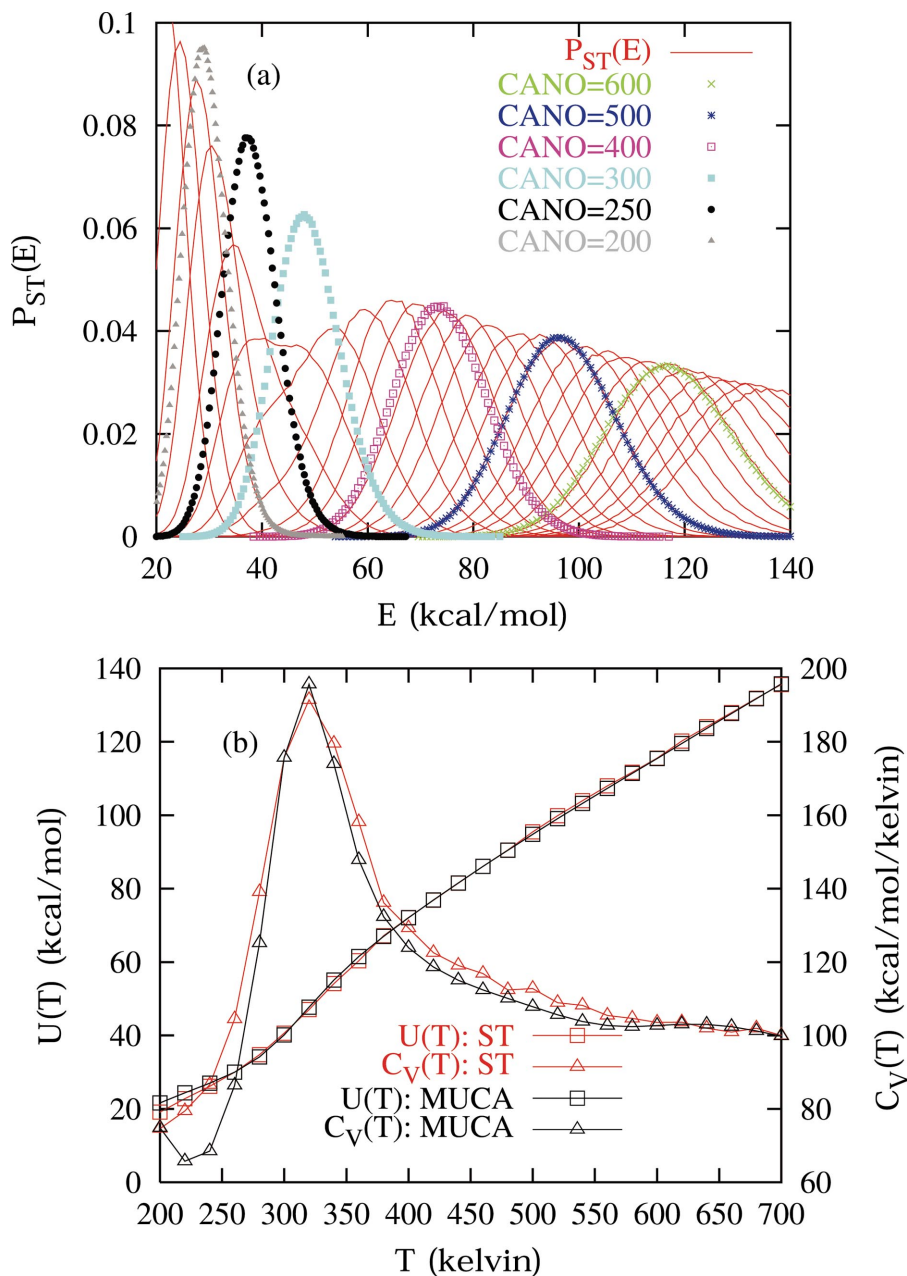 0.1
0.08
0.06
0.04
0.02
0
P_ST(E)
(a)
P_ST(E)
CANO=600
CANO=500
CANO=400
CANO=300
CANO=250
CANO=200
20 40 60 80 100 120 140
E (kcal/mol)
140
120
100
80
60
40
20
0
U(T) (kcal/mol)
(b)
200
180
160
140
120
100
80
60
C_V(T) (kcal/mol/kelvin)
U(T): ST
C_V(T): ST
U(T): MUCA
C_V(T): MUCA
200 250 300 350 400 450 500 550 600 650 700
T (kelvin)